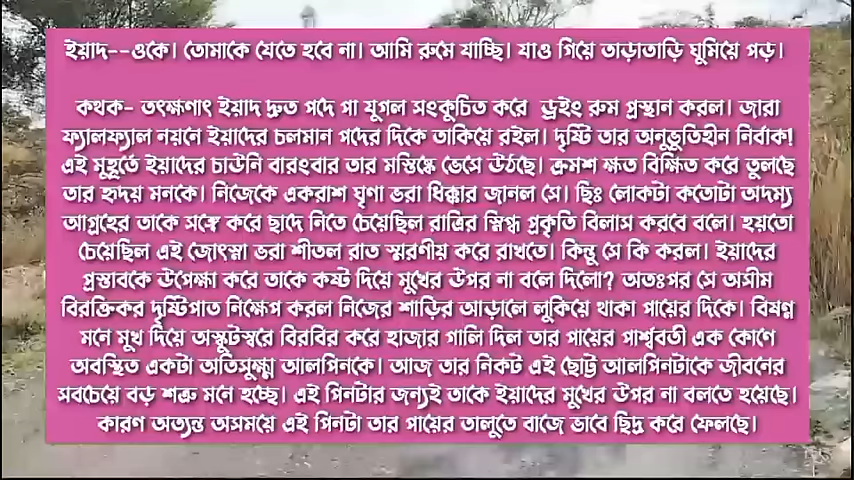 ইয়াদ--ওকে। তোমাকে যেতে হবে না। আমি রুমে যাচ্ছি। যাও গিয়ে তাড়াতাড়ি ঘুমিয়ে পড়।
কথক- তৎক্ষণাৎ ইয়াদ দ্রুত পদে পা যুগল সংকুচিত করে ড্রইং রুম প্রস্থান করল। জারা
ফ্যালফ্যাল নয়নে ইয়াদের চলমান পদের দিকে তাকিয়ে রইল। দৃষ্টি তার অনুভুতিহীন নির্বাক!
এই মুহূর্তে ইয়াদের চাউনি বারংবার তার মস্তিষ্কে ভেসে উঠছে। ক্রমশ ক্ষত বিক্ষিত করে তুলছে
তার হৃদয় মনকে। নিজেকে একরাশ ঘৃণা ভরা ধিক্কার জানল সে। ছিঃ লোকটা কতোটা অদম্য
আগ্রহের তাকে সঙ্গে করে ছাদে নিতে চেয়েছিল রাত্রির স্নিগ্ধ প্রকৃতি বিলাস করবে বলে। হয়তো
চেয়েছিল এই জোৎস্না ভরা শীতল রাত স্মরণীয় করে রাখতে। কিন্তু সে কি করল। ইয়াদের
প্রস্তাবকে উপেক্ষা করে তাকে কষ্ট দিয়ে মুখের উপর না বলে দিলো? অতঃপর সে অসীম
বিরক্তিকর দৃষ্টিপাত নিক্ষেপ করল নিজের শাড়ির আড়ালে লুকিয়ে থাকা পায়ের দিকে। বিষণ্ন
মনে মুখ দিয়ে অস্ফুটস্বরে বিরবির করে হাজার গালি দিল তার পায়ের পার্শ্ববতী এক কোণে
অবস্থিত একটা অতিসুক্ষ্ম আলপিনকে। আজ তার নিকট এই ছোট্ট আলপিনটাকে জীবনের
সবচেয়ে বড় শত্রু মনে হচ্ছে। এই পিনটার জন্যই তাকে ইয়াদের মুখের উপর না বলতে হয়েছে।
কারণ অত্যন্ত অসময়ে এই পিনটা তার পায়ের তালুতে বাজে ভাবে ছিদ্র করে ফেলছে।